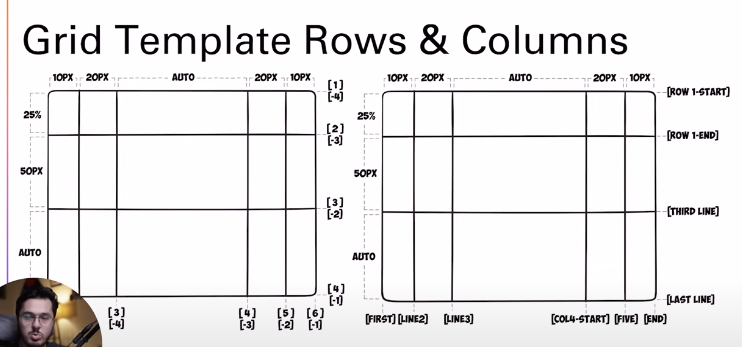 Grid Template Rows & Columns
10PX 20PX AUTO 20PX 10PX
25%
50PX
AUTO
[1]
[-4]
[2]
[-3]
[3]
[-2]
[4]
[-1]
[3] [4] [5] [6]
[-4] [-3] [-2] [-1]
10PX 20PX AUTO 20PX 10PX
25%
50PX
AUTO
[ROW 1-START]
[ROW 1-END]
[THIRD LINE]
[LAST LINE]
[FIRST] [LINE2] [LINE3] [COL4-START] [FIVE] [END]